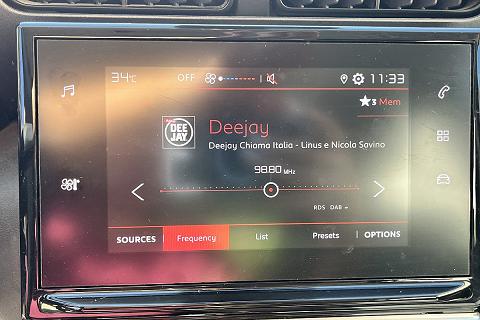 34°C OFF 11:33
3 Mem
DEE
JAY
Deejay
Deejay Chiama Italia - Linus e Nicola Savino
98.80 MHz
RDS DAB
SOURCES Frequency List Presets OPTIONS